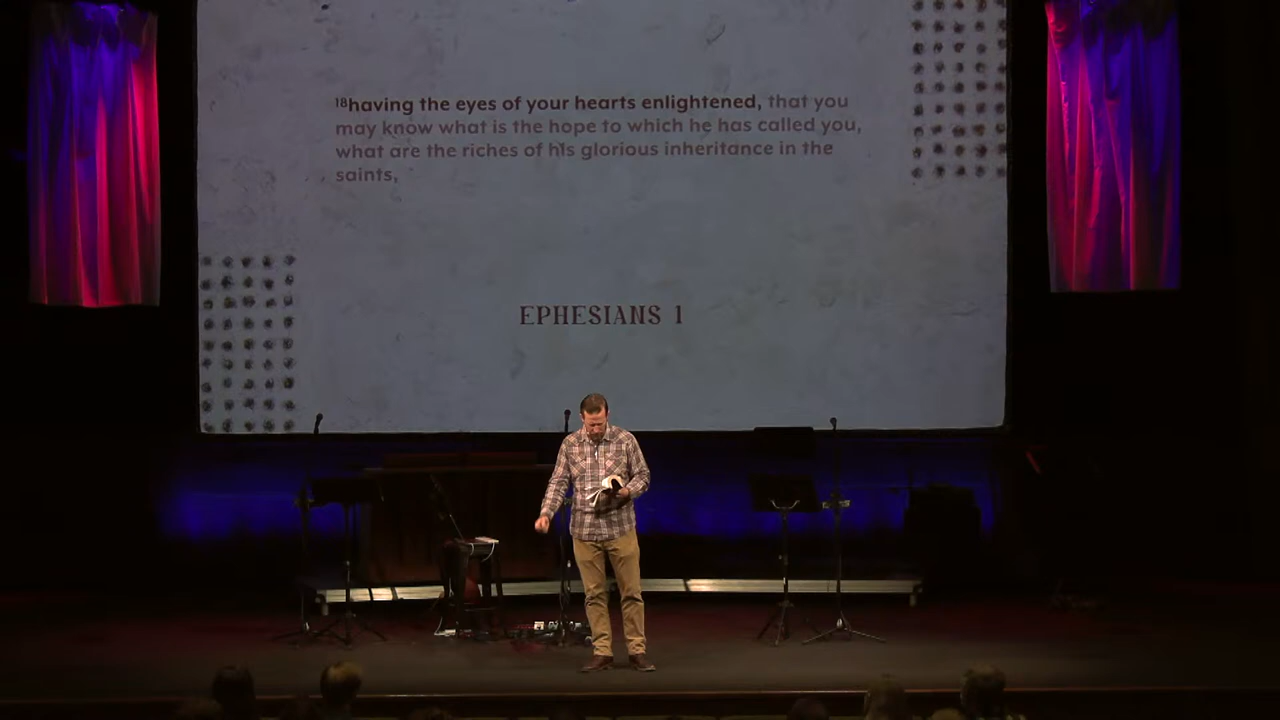 ¹⁸having the eyes of your hearts enlightened, that you
may know what is the hope to which he has called you,
what are the riches of his glorious inheritance in the
saints,
EPHESIANS 1